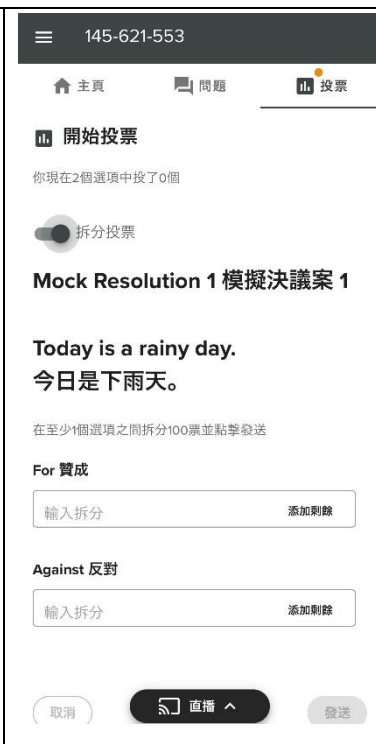 145-621-553
主頁 問題 投票
開始投票
你現在2個選項中投了0個
拆分投票
Mock Resolution 1 模擬決議案 1
Today is a rainy day.
今日是下雨天。
在至少1個選項之間拆分100票並點擊發送
For 贊成
輸入拆分 添加剩餘
Against 反對
輸入拆分 添加剩餘
取消 直播 發送